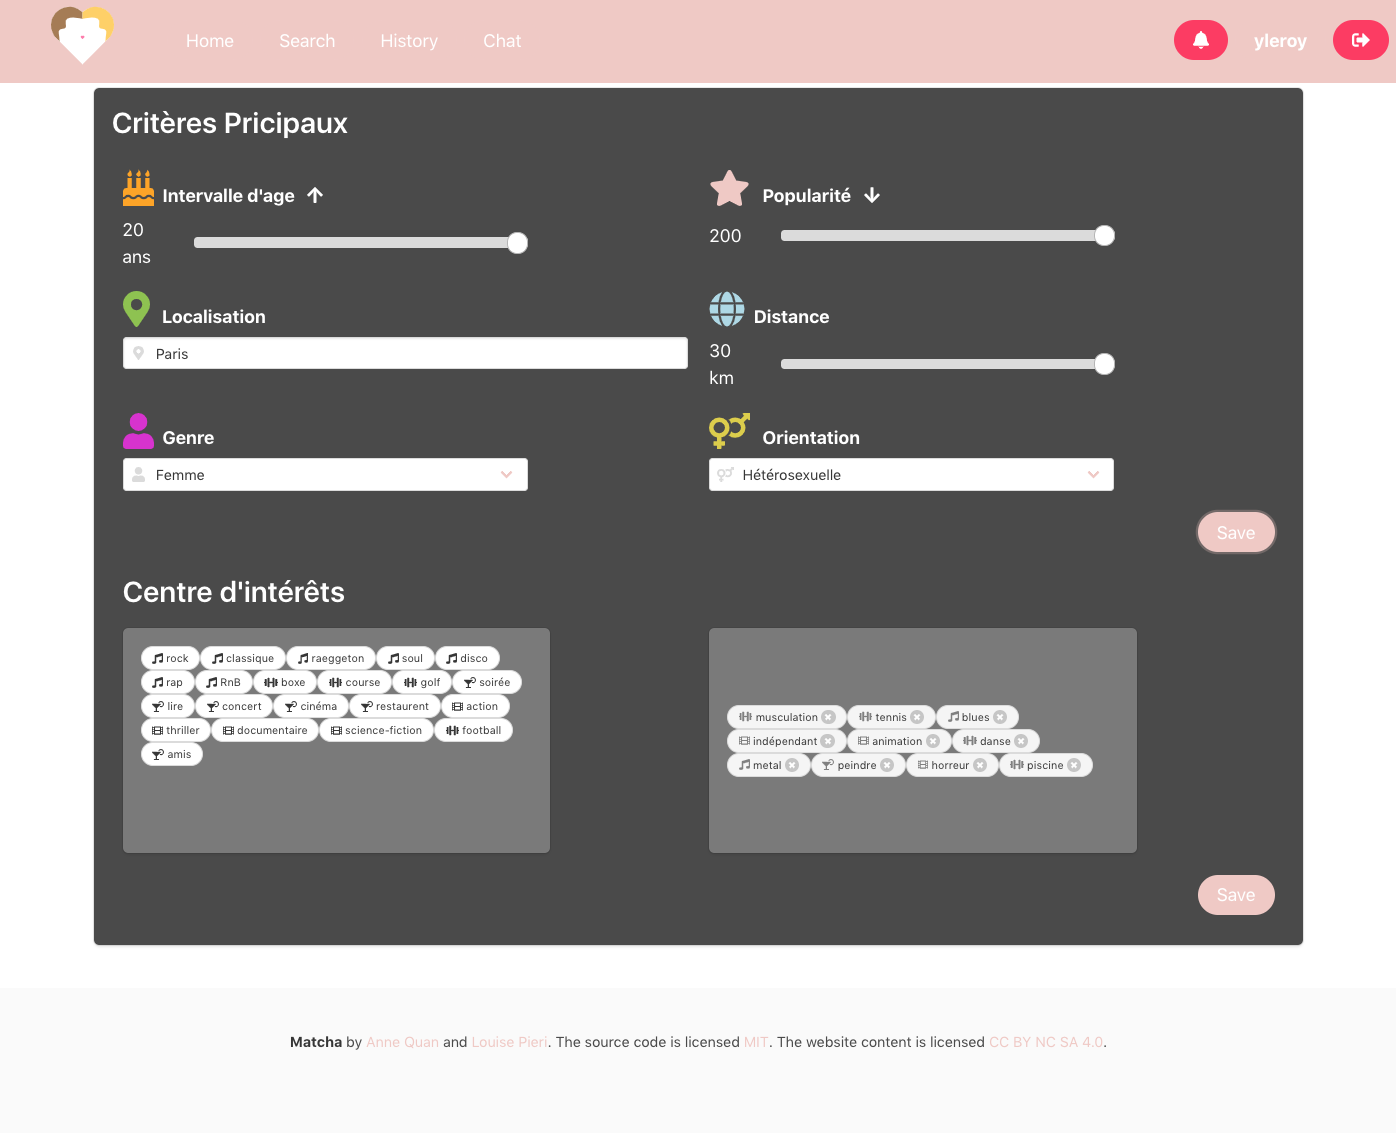 Home Search History Chat yleroy
Critères Pricipaux
Intervalle d'age
20
ans
Popularité
200
Localisation
Paris
Distance
30
km
Genre
Femme
Orientation
Hétérosexuelle
Save
Centre d'intérêts
rock classique raeggeton soul disco
rap RnB boxe course golf soirée
lire concert cinéma restaurent action
thriller documentaire science-fiction football
amis
musculation tennis blues
indépendant animation danse
metal peindre horreur piscine
Save
Matcha by Anne Quan and Louise Pieri. The source code is licensed MIT. The website content is licensed CC BY NC SA 4.0.